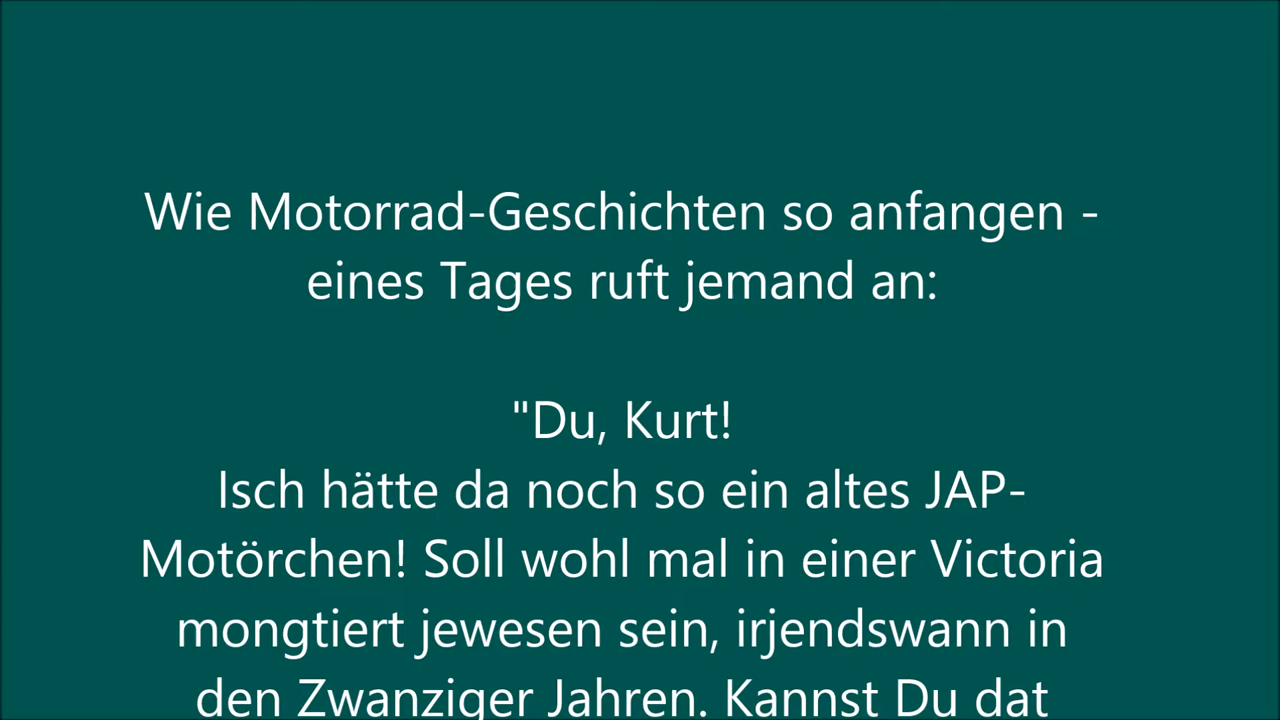 Wie Motorrad-Geschichten so anfangen -
eines Tages ruft jemand an:
"Du, Kurt!
Isch hätte da noch so ein altes JAP-
Motörchen! Soll wohl mal in einer Victoria
mongtiert jewesen sein, irjendswann in
den Zwanziger Jahren. Kannst Du dat